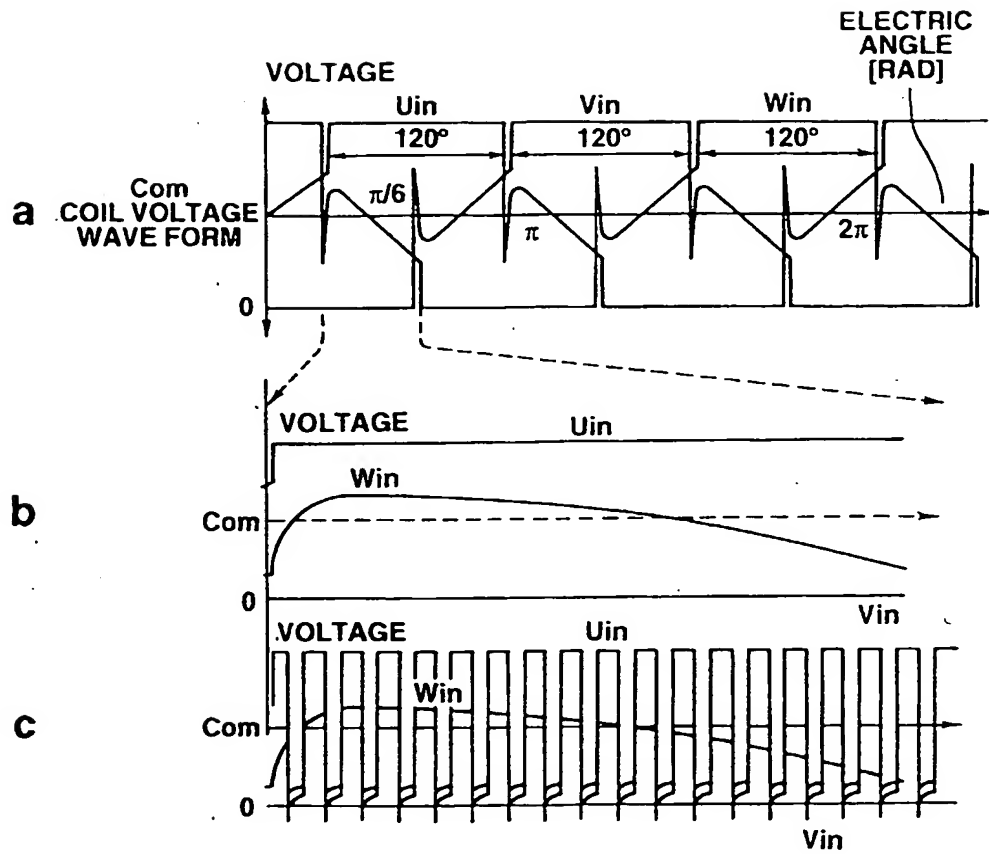 ELECTRIC
ANGLE
[RAD]
VOLTAGE
Uin Vin Win
120° 120° 120°
a
Com
COIL VOLTAGE
WAVE FORM
π/6
π
2π
0
VOLTAGE
Uin
Win
b
Com
0
Vin
VOLTAGE
Uin
Win
c
Com
0
Vin